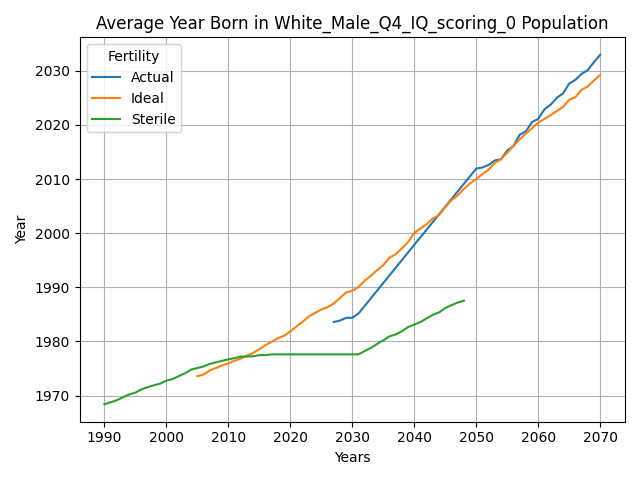 Average Year Born in White_Male_Q4_IQ_scoring_0 Population
Fertility
Actual
Ideal
Sterile
Year
2030
2020
2010
2000
1990
1980
1970
1990 2000 2010 2020 2030 2040 2050 2060 2070
Years